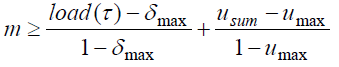 m ≥ (load(τ) − δ_max)/(1 − δ_max) + (u_sum − u_max)/(1 − u_max)